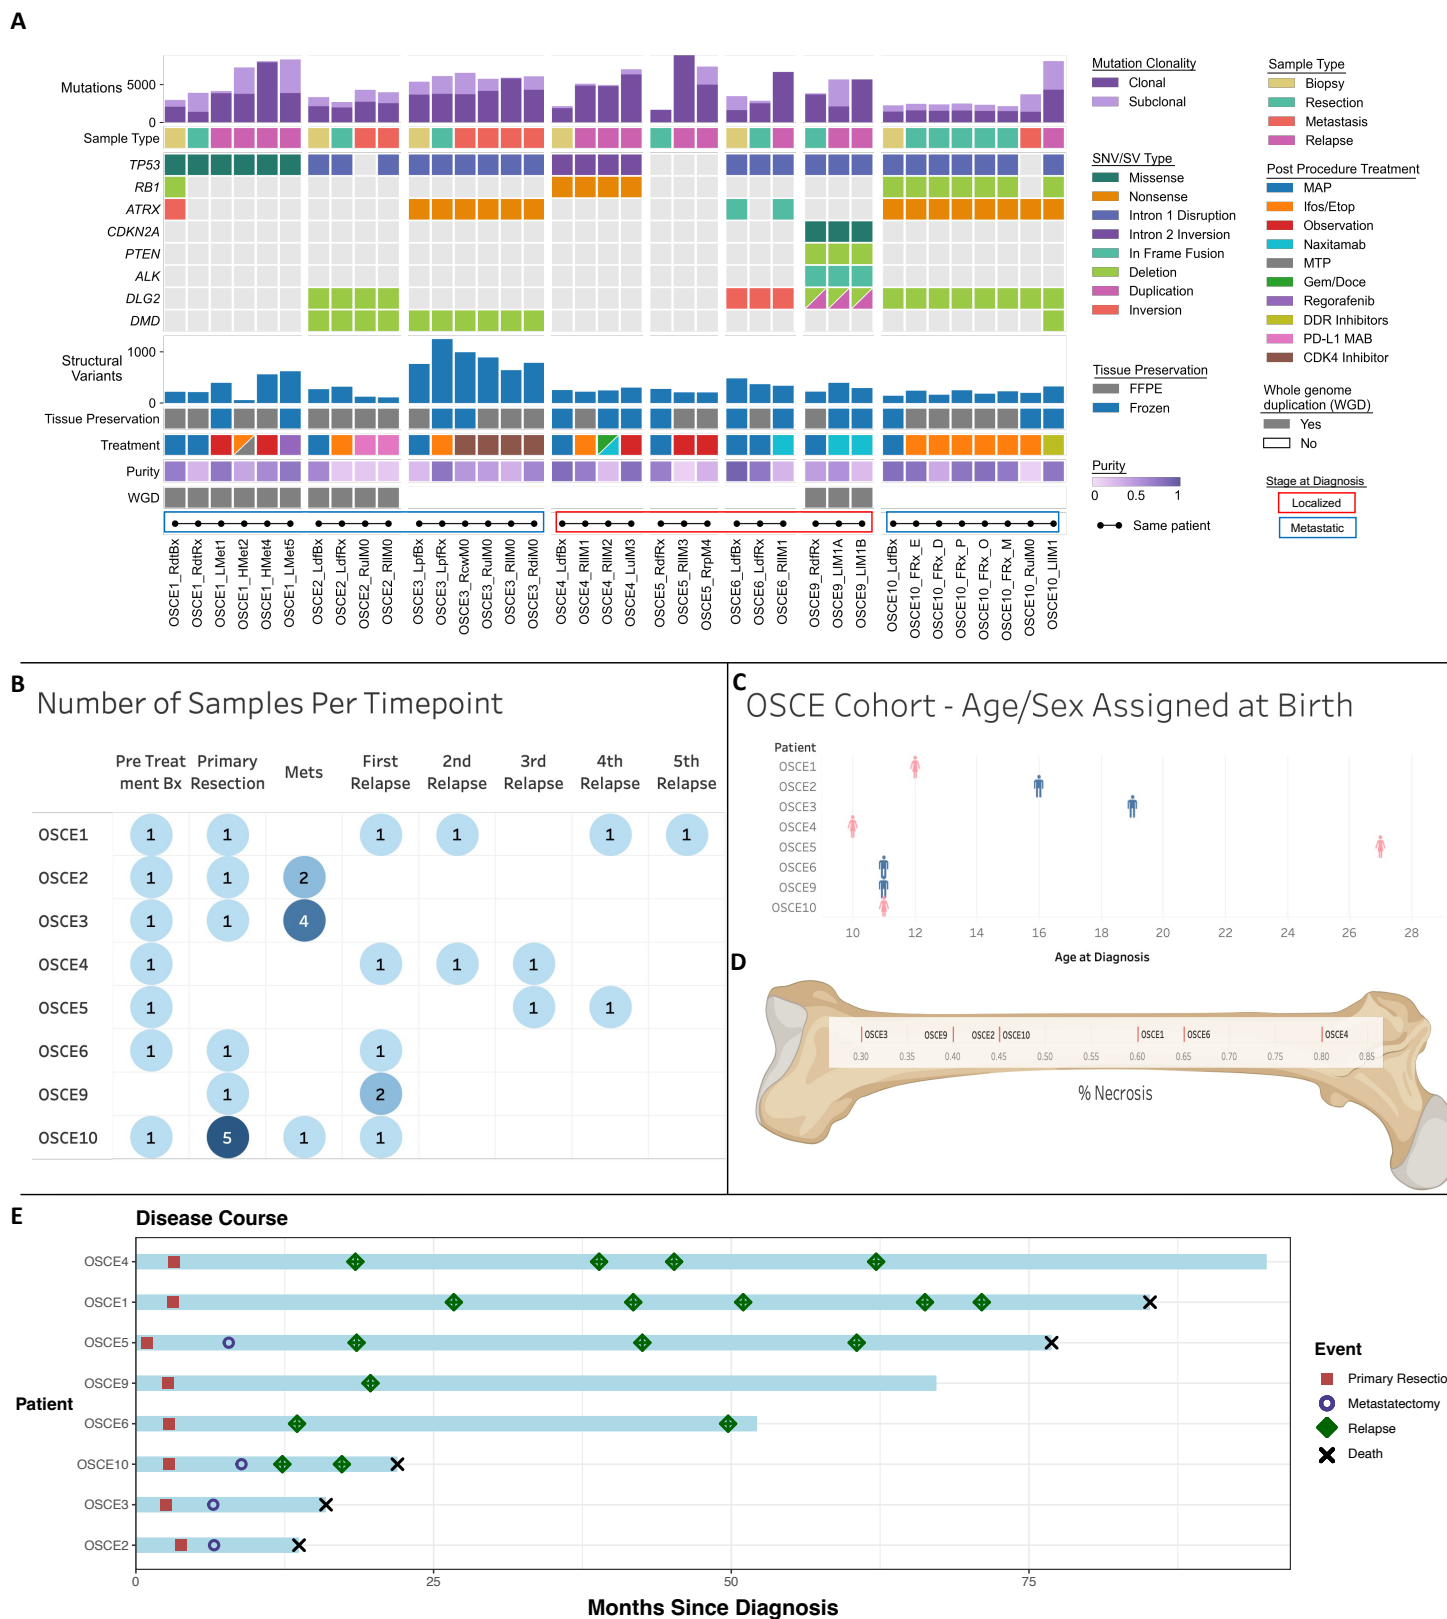 A
Mutations
5000
0
Sample Type
TP53
RB1
ATRX
CDKN2A
PTEN
ALK
DLG2
DMD
Structural
Variants
1000
0
Tissue Preservation
Treatment
Purity
WGD
OSCE1_RdtBx
OSCE1_RdtRx
OSCE1_LMet1
OSCE1_HMet2
OSCE1_HMet4
OSCE1_LMet5
OSCE2_LdfBx
OSCE2_LdfRx
OSCE2_RulM0
OSCE2_RllM0
OSCE3_LpfBx
OSCE3_LpfRx
OSCE3_RcwM0
OSCE3_RulM0
OSCE3_RllM0
OSCE3_RdiM0
OSCE4_LdfBx
OSCE4_RllM1
OSCE4_RllM2
OSCE4_LulM3
OSCE5_RdfRx
OSCE5_RllM3
OSCE5_RrpM4
OSCE6_LdfBx
OSCE6_LdfRx
OSCE6_RllM1
OSCE9_RdfRx
OSCE9_LlM1A
OSCE9_LlM1B
OSCE10_LdfBx
OSCE10_FRx_E
OSCE10_FRx_D
OSCE10_FRx_P
OSCE10_FRx_O
OSCE10_FRx_M
OSCE10_RulM0
OSCE10_LllM1
Mutation Clonality
Clonal
Subclonal
SNV/SV Type
Missense
Nonsense
Intron 1 Disruption
Intron 2 Inversion
In Frame Fusion
Deletion
Duplication
Inversion
Tissue Preservation
FFPE
Frozen
Purity
0 0.5 1
Same patient
Sample Type
Biopsy
Resection
Metastasis
Relapse
Post Procedure Treatment
MAP
Ifos/Etop
Observation
Naxitamab
MTP
Gem/Doce
Regorafenib
DDR Inhibitors
PD-L1 MAB
CDK4 Inhibitor
Whole genome
duplication (WGD)
Yes
No
Stage at Diagnosis
Localized
Metastatic
B
Number of Samples Per Timepoint
Pre Treat Primary Mets First 2nd 3rd 4th 5th
ment Bx Resection Relapse Relapse Relapse Relapse Relapse
OSCE1 1 1 1 1 1 1
OSCE2 1 1 2
OSCE3 1 1 4
OSCE4 1 1 1 1
OSCE5 1 1 1
OSCE6 1 1 1
OSCE9 1 2
OSCE10 1 5 1 1
C
OSCE Cohort - Age/Sex Assigned at Birth
Patient
OSCE1
OSCE2
OSCE3
OSCE4
OSCE5
OSCE6
OSCE9
OSCE10
10 12 14 16 18 20 22 24 26 28
Age at Diagnosis
D
OSCE3 OSCE9 OSCE2 OSCE10 OSCE1 OSCE6 OSCE4
0.30 0.35 0.40 0.45 0.50 0.55 0.60 0.65 0.70 0.75 0.80 0.85
% Necrosis
E
Disease Course
Patient
OSCE4
OSCE1
OSCE5
OSCE9
OSCE6
OSCE10
OSCE3
OSCE2
0 25 50 75
Months Since Diagnosis
Event
Primary Resectio
Metastatectomy
Relapse
Death